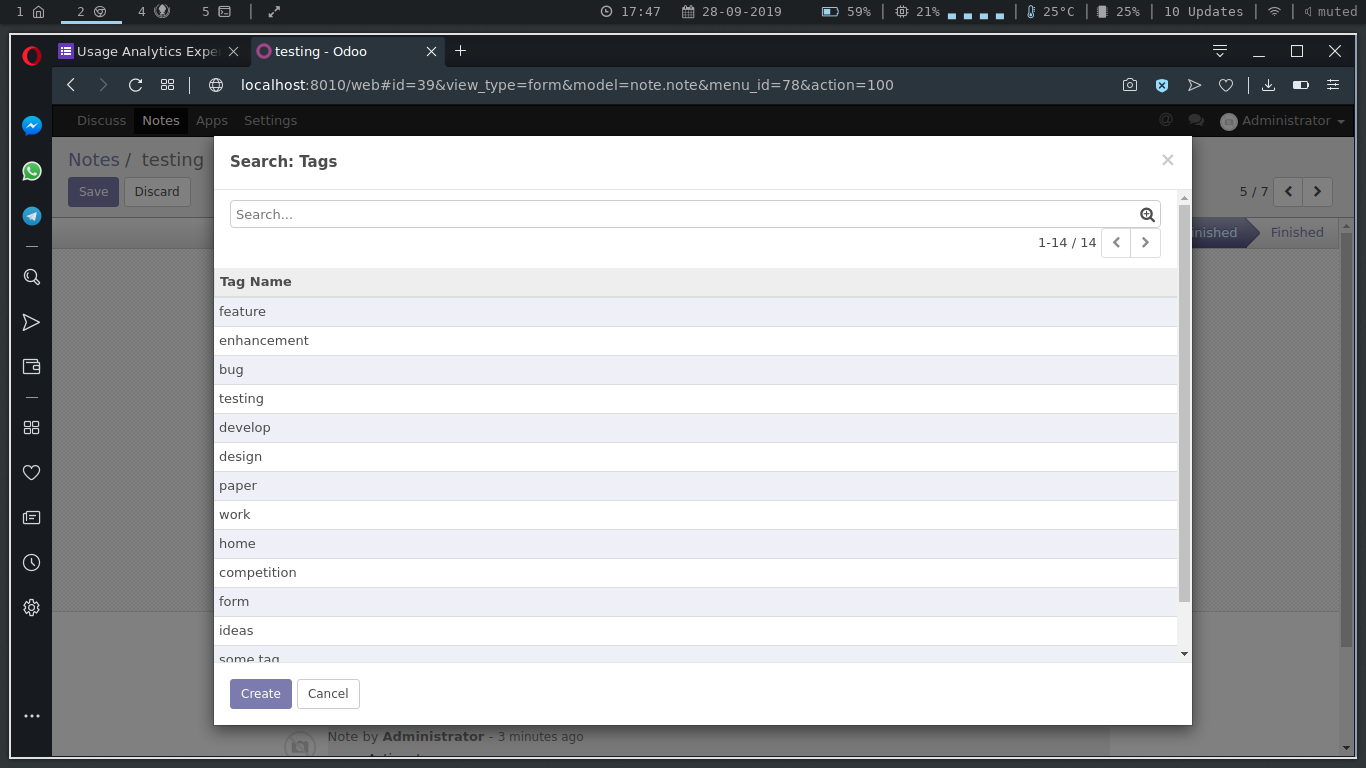 1 2 4 5 17:47 28-09-2019 59% 21% 25°C 25% 10 Updates muted
Usage Analytics Expe testing - Odoo
localhost:8010/web#id=39&view_type=form&model=note.note&menu_id=78&action=100
Discuss Notes Apps Settings @ Administrator
Notes / testing
Search: Tags ×
Save Discard 5 / 7
Search...
inished Finished
1-14 / 14
Tag Name
feature
enhancement
bug
testing
develop
design
paper
work
home
competition
form
ideas
some tag
Create Cancel
Note by Administrator - 3 minutes ago